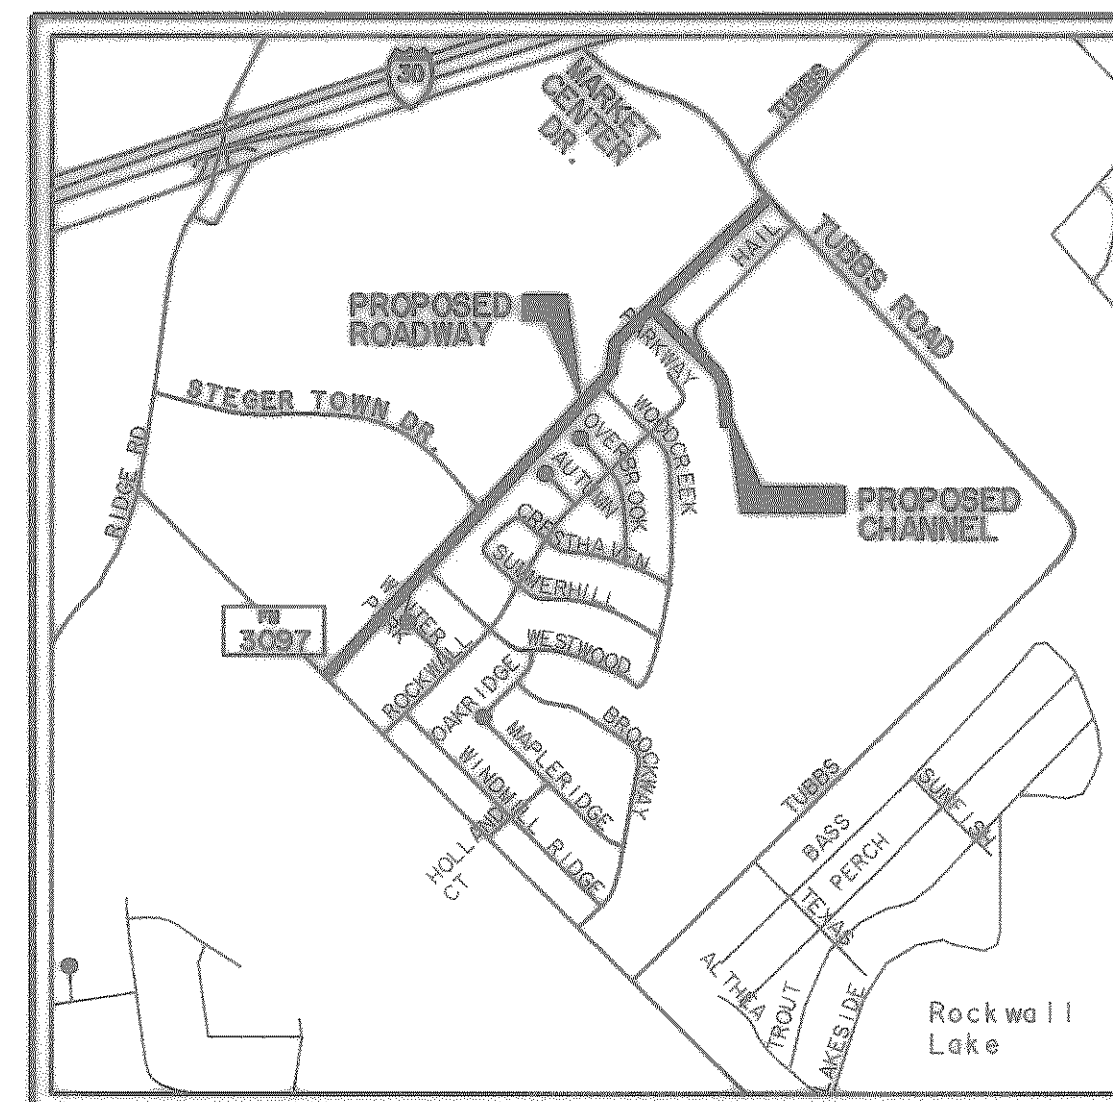 30
MARKET
CENTER
DR.
TUBBS
HAIL
TUBBS ROAD
PROPOSED
ROADWAY
PARKWAY
STEGER TOWN DR.
RIDGE RD
WOODCREEK
OVERBROOK
AUTUMN
PROPOSED
CHANNEL
CRESTHAVEN
SUMMERHILL
FM
3097
WINTER
PARK
ROCKWALL
WESTWOOD
OAKRIDGE
BROOCKWAY
MAPLERIDGE
WINDMILL RIDGE
HOLLAND
CT
TUBBS
BASS
PERCH
SUNFISH
TEXAS
TROUT
LAKESIDE
Rockwall
Lake